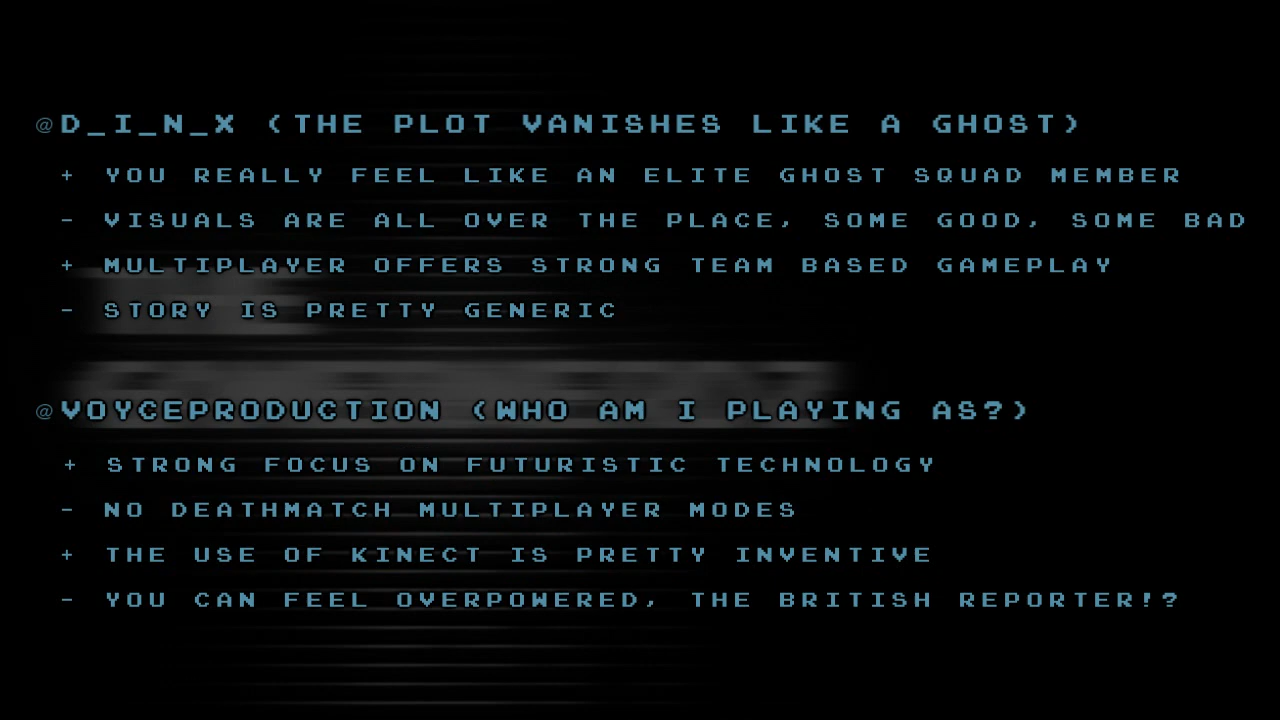 @D_I_N_X (THE PLOT VANISHES LIKE A GHOST)
+ YOU REALLY FEEL LIKE AN ELITE GHOST SQUAD MEMBER
- VISUALS ARE ALL OVER THE PLACE, SOME GOOD, SOME BAD
+ MULTIPLAYER OFFERS STRONG TEAM BASED GAMEPLAY
- STORY IS PRETTY GENERIC
@VOYCEPRODUCTION (WHO AM I PLAYING AS?)
+ STRONG FOCUS ON FUTURISTIC TECHNOLOGY
- NO DEATHMATCH MULTIPLAYER MODES
+ THE USE OF KINECT IS PRETTY INVENTIVE
- YOU CAN FEEL OVERPOWERED, THE BRITISH REPORTER!?